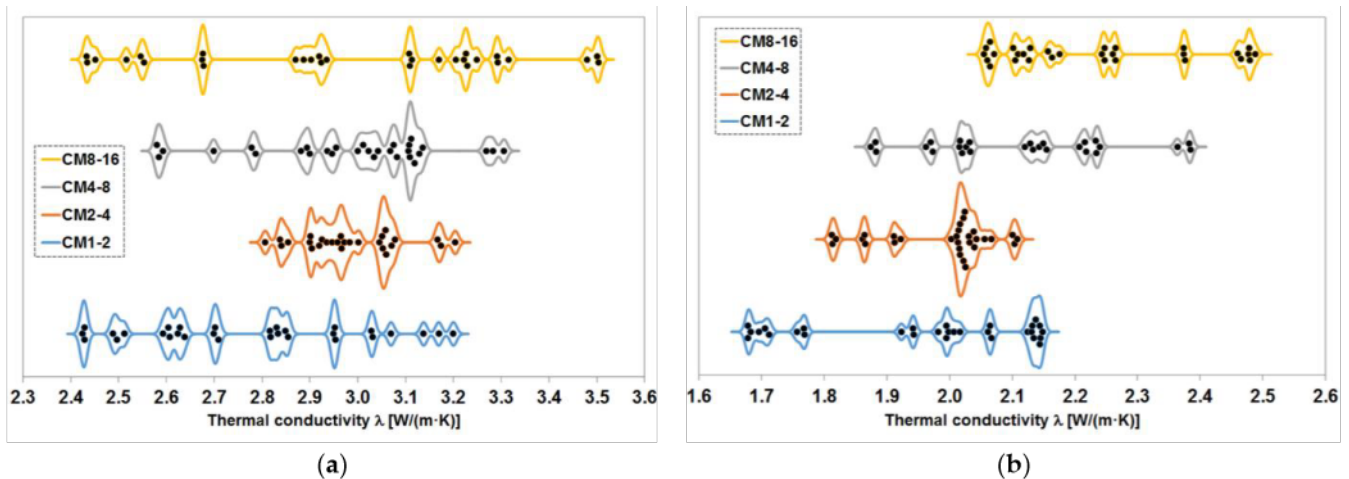 CM8-16
CM4-8
CM2-4
CM1-2
2.3 2.4 2.5 2.6 2.7 2.8 2.9 3.0 3.1 3.2 3.3 3.4 3.5 3.6
Thermal conductivity λ [W/(m·K)]
(a)
CM8-16
CM4-8
CM2-4
CM1-2
1.6 1.7 1.8 1.9 2.0 2.1 2.2 2.3 2.4 2.5 2.6
Thermal conductivity λ [W/(m·K)]
(b)